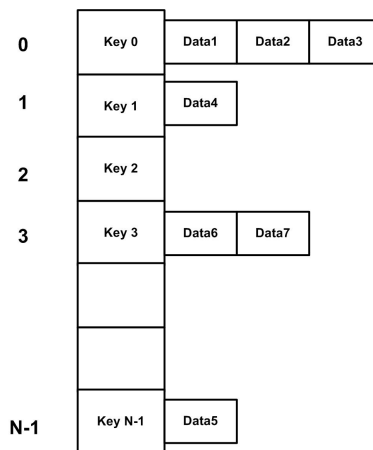 0 Key 0 Data1 Data2 Data3
1 Key 1 Data4
2 Key 2
3 Key 3 Data6 Data7
N-1 Key N-1 Data5